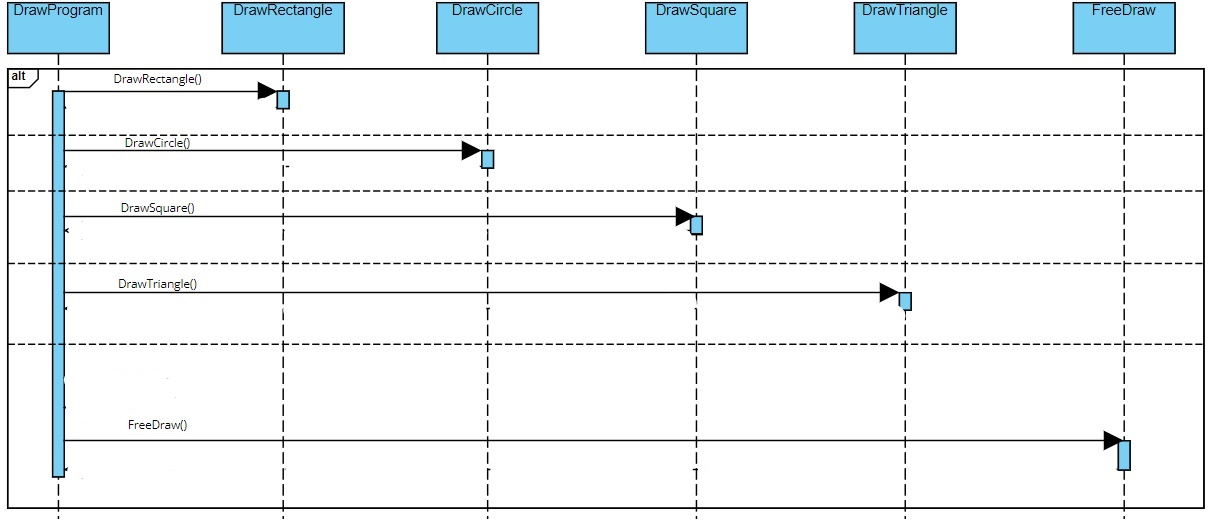 DrawProgram
DrawRectangle
DrawCircle
DrawSquare
DrawTriangle
FreeDraw
alt
DrawRectangle()
DrawCircle()
DrawSquare()
DrawTriangle()
FreeDraw()